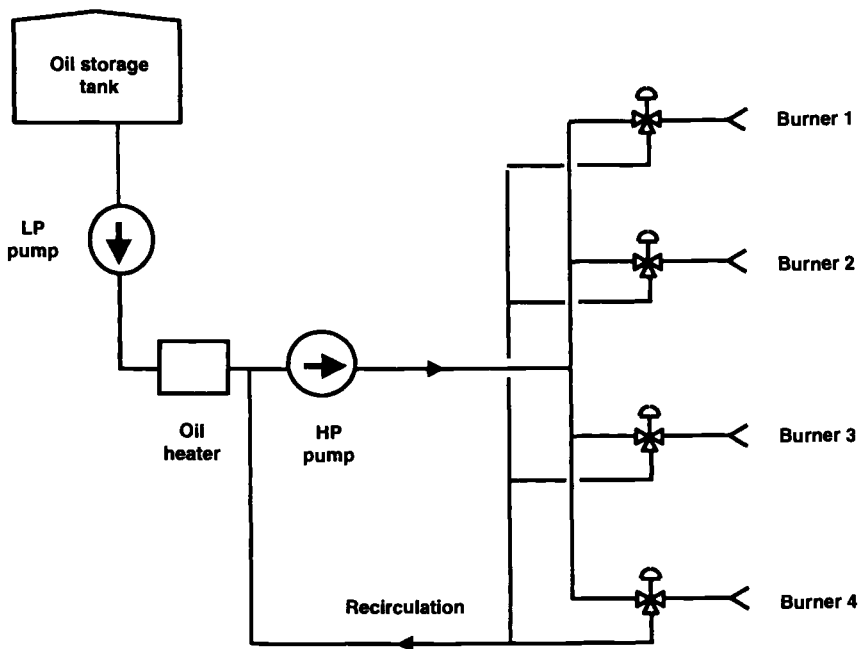 Oil storage
tank
Burner 1
LP
pump
Burner 2
Oil
heater
HP
pump
Burner 3
Recirculation
Burner 4